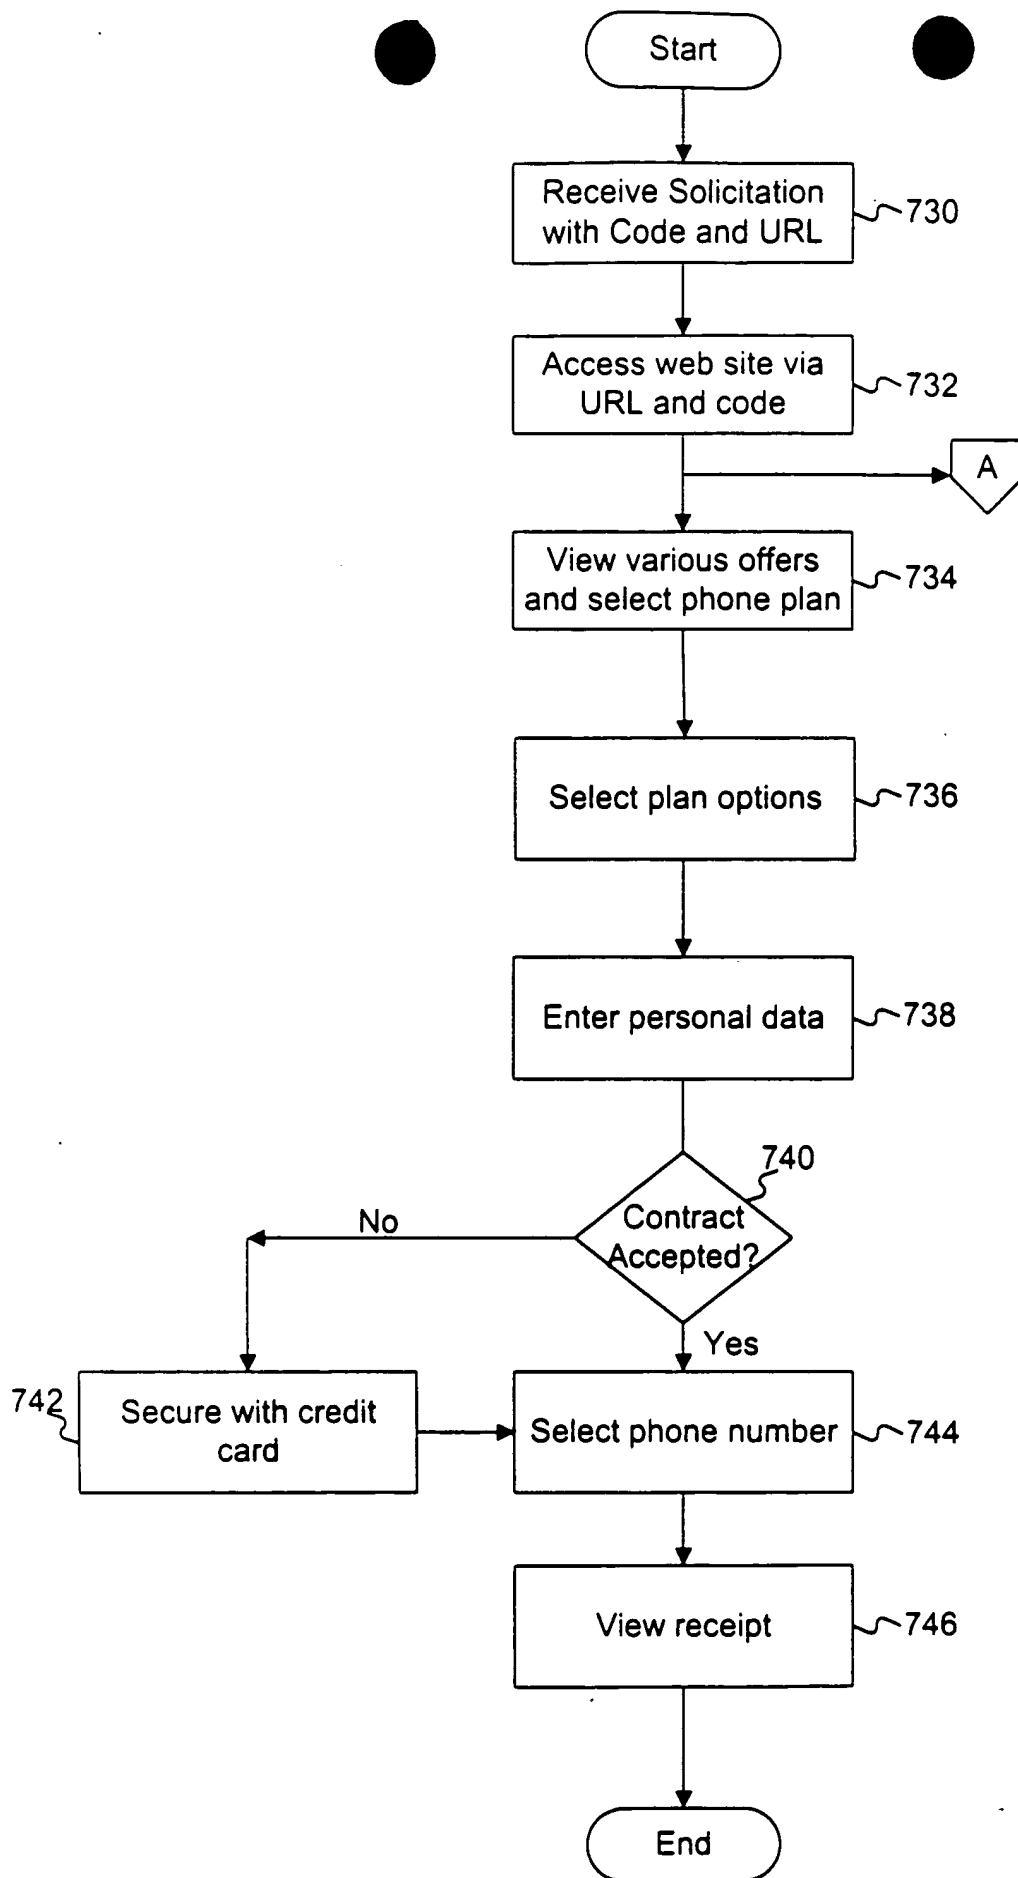 Start
Receive Solicitation
with Code and URL
730
Access web site via
URL and code
732
A
View various offers
and select phone plan
734
Select plan options
736
Enter personal data
738
740
Contract
Accepted?
No
Yes
742
Secure with credit
card
Select phone number
744
View receipt
746
End